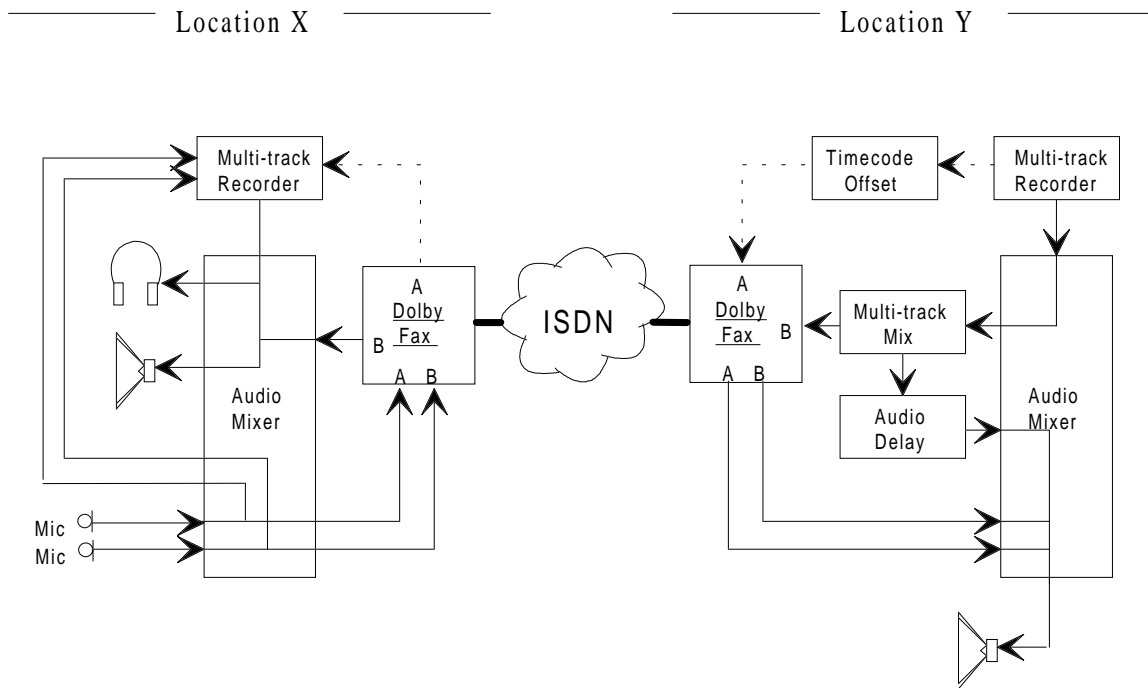 Location X
Location Y
Multi-track
Recorder
Timecode
Offset
Multi-track
Recorder
A
Dolby
Fax
B
A B
ISDN
A
Dolby
Fax
B
A B
Multi-track
Mix
Audio
Delay
Audio
Mixer
Audio
Mixer
Mic
Mic